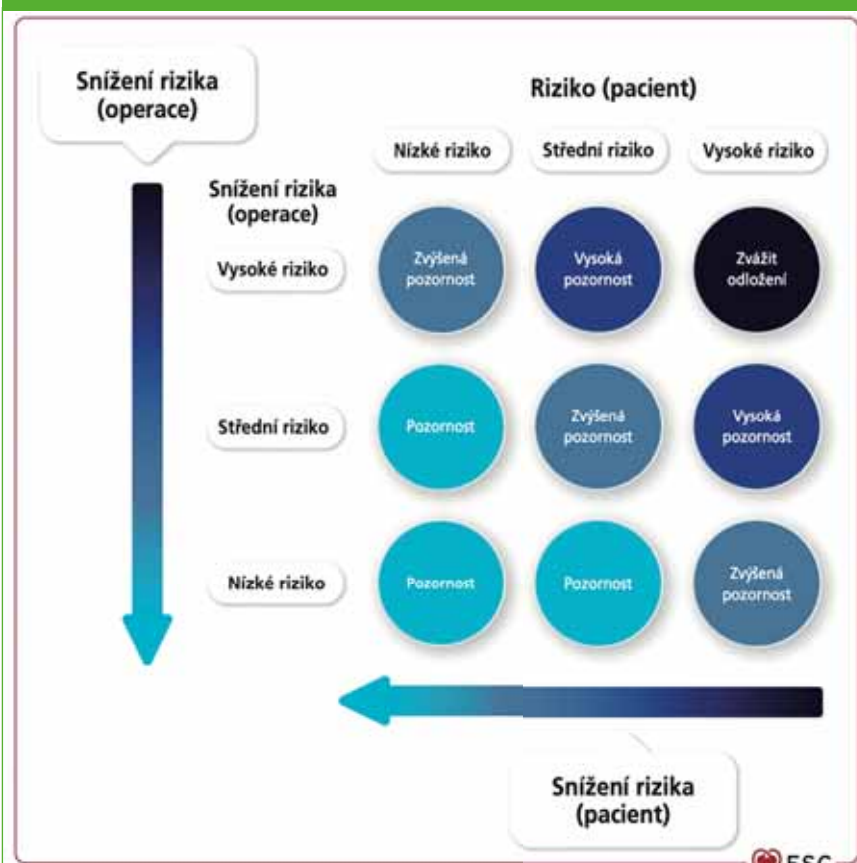 Snížení rizika
(operace)
Riziko (pacient)
Nízké riziko
Střední riziko
Vysoké riziko
Snížení rizika
(operace)
Vysoké riziko
Zvýšená
pozornost
Vysoká
pozornost
Zvážit
odložení
Střední riziko
Pozornost
Zvýšená
pozornost
Vysoká
pozornost
Nízké riziko
Pozornost
Pozornost
Zvýšená
pozornost
Snížení rizika
(pacient)
ESC